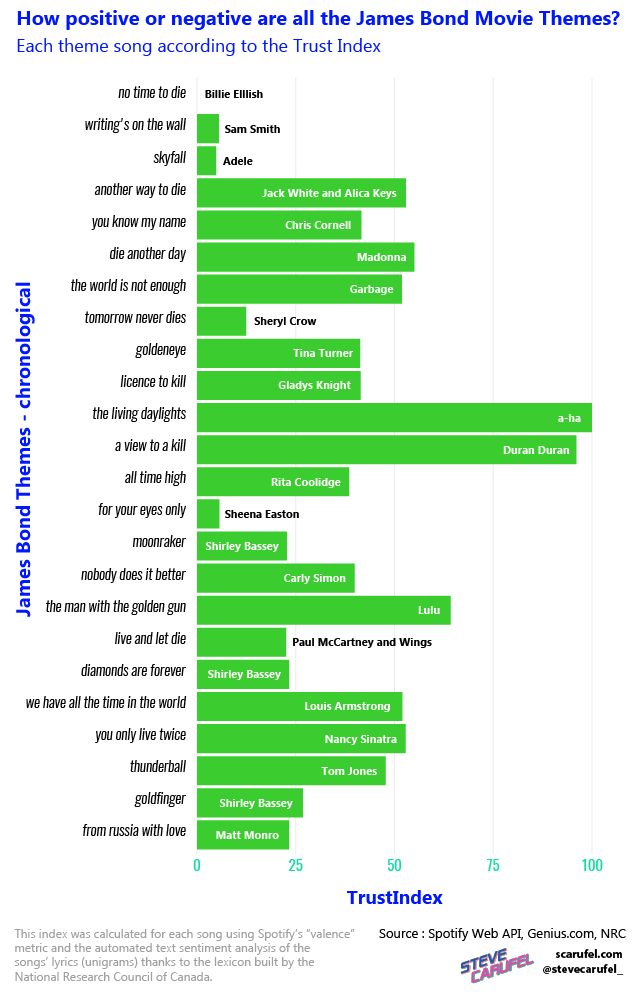 How positive or negative are all the James Bond Movie Themes?
Each theme song according to the Trust Index
James Bond Themes - chronological
no time to die Billie EIllish
writing's on the wall Sam Smith
skyfall Adele
another way to die Jack White and Alica Keys
you know my name Chris Cornell
die another day Madonna
the world is not enough Garbage
tomorrow never dies Sheryl Crow
goldeneye Tina Turner
licence to kill Gladys Knight
the living daylights a-ha
a view to a kill Duran Duran
all time high Rita Coolidge
for your eyes only Sheena Easton
moonraker Shirley Bassey
nobody does it better Carly Simon
the man with the golden gun Lulu
live and let die Paul McCartney and Wings
diamonds are forever Shirley Bassey
we have all the time in the world Louis Armstrong
you only live twice Nancy Sinatra
thunderball Tom Jones
goldfinger Shirley Bassey
from russia with love Matt Monro
0 25 50 75 100
TrustIndex
This index was calculated for each song using Spotify's "valence"
metric and the automated text sentiment analysis of the
songs' lyrics (unigrams) thanks to the lexicon built by the
National Research Council of Canada.
Source : Spotify Web API, Genius.com, NRC
STEVE
CARUFEL
scarufel.com
@stevecarufel_